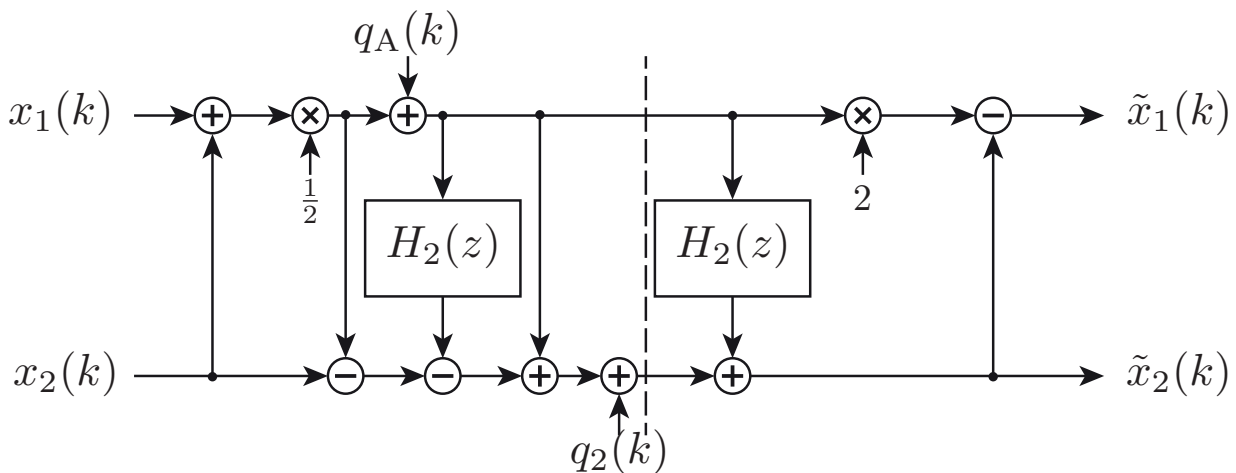 q_A(k)
x_1(k) + × + × − x̃_1(k)
1/2 2
H_2(z) H_2(z)
x_2(k) − − + + + x̃_2(k)
q_2(k)